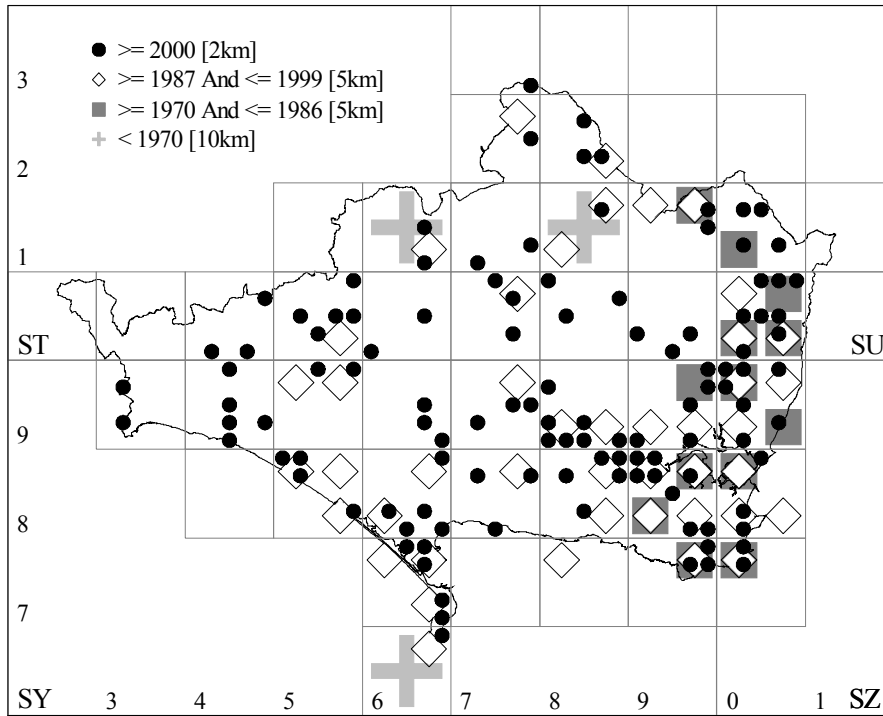 >= 2000 [2km]
>= 1987 And <= 1999 [5km]
>= 1970 And <= 1986 [5km]
< 1970 [10km]
3
2
1
ST SU
9
8
7
SY 3 4 5 6 7 8 9 0 1 SZ